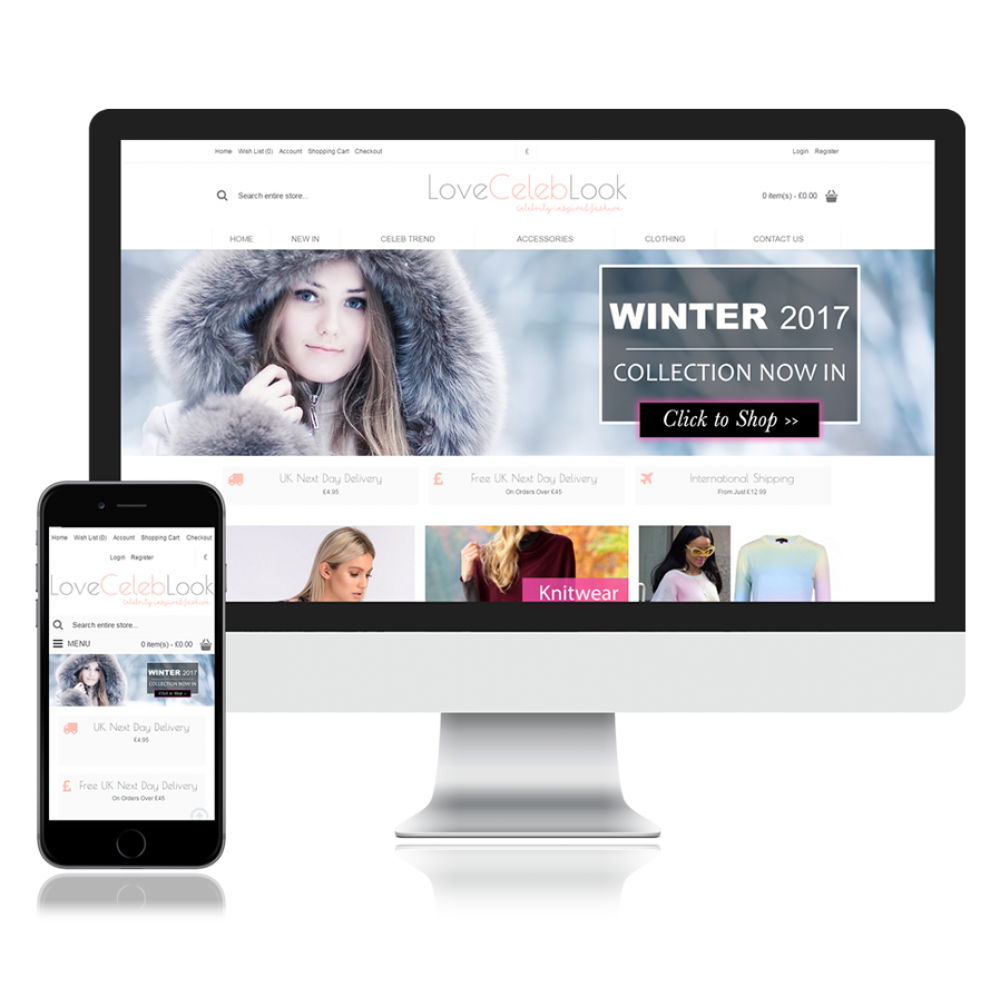 Home Wish List (0) Account Shopping Cart Checkout £ Login Register
Search entire store... LoveCelebLook 0 item(s) - £0.00
celebrity inspired fashion
HOME NEW IN CELEB TREND ACCESSORIES CLOTHING CONTACT US
WINTER 2017
COLLECTION NOW IN
Click to Shop >>
UK Next Day Delivery
£4.95
Free UK Next Day Delivery
On Orders Over £45
International Shipping
From Just £12.99
Knitwear
Home Wish List (0) Account Shopping Cart Checkout
Login Register £
LoveCelebLook
celebrity inspired fashion
Search entire store...
MENU 0 item(s) - £0.00
WINTER 2017
COLLECTION NOW IN
Click to Shop >>
UK Next Day Delivery
£4.95
£ Free UK Next Day Delivery
On Orders Over £45